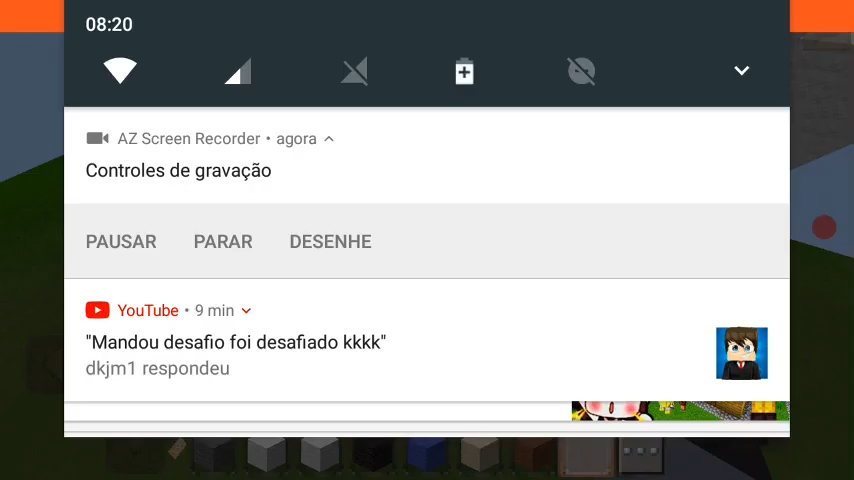 08:20
AZ Screen Recorder • agora
Controles de gravação
PAUSAR PARAR DESENHE
YouTube • 9 min
"Mandou desafio foi desafiado kkkk"
dkjm1 respondeu